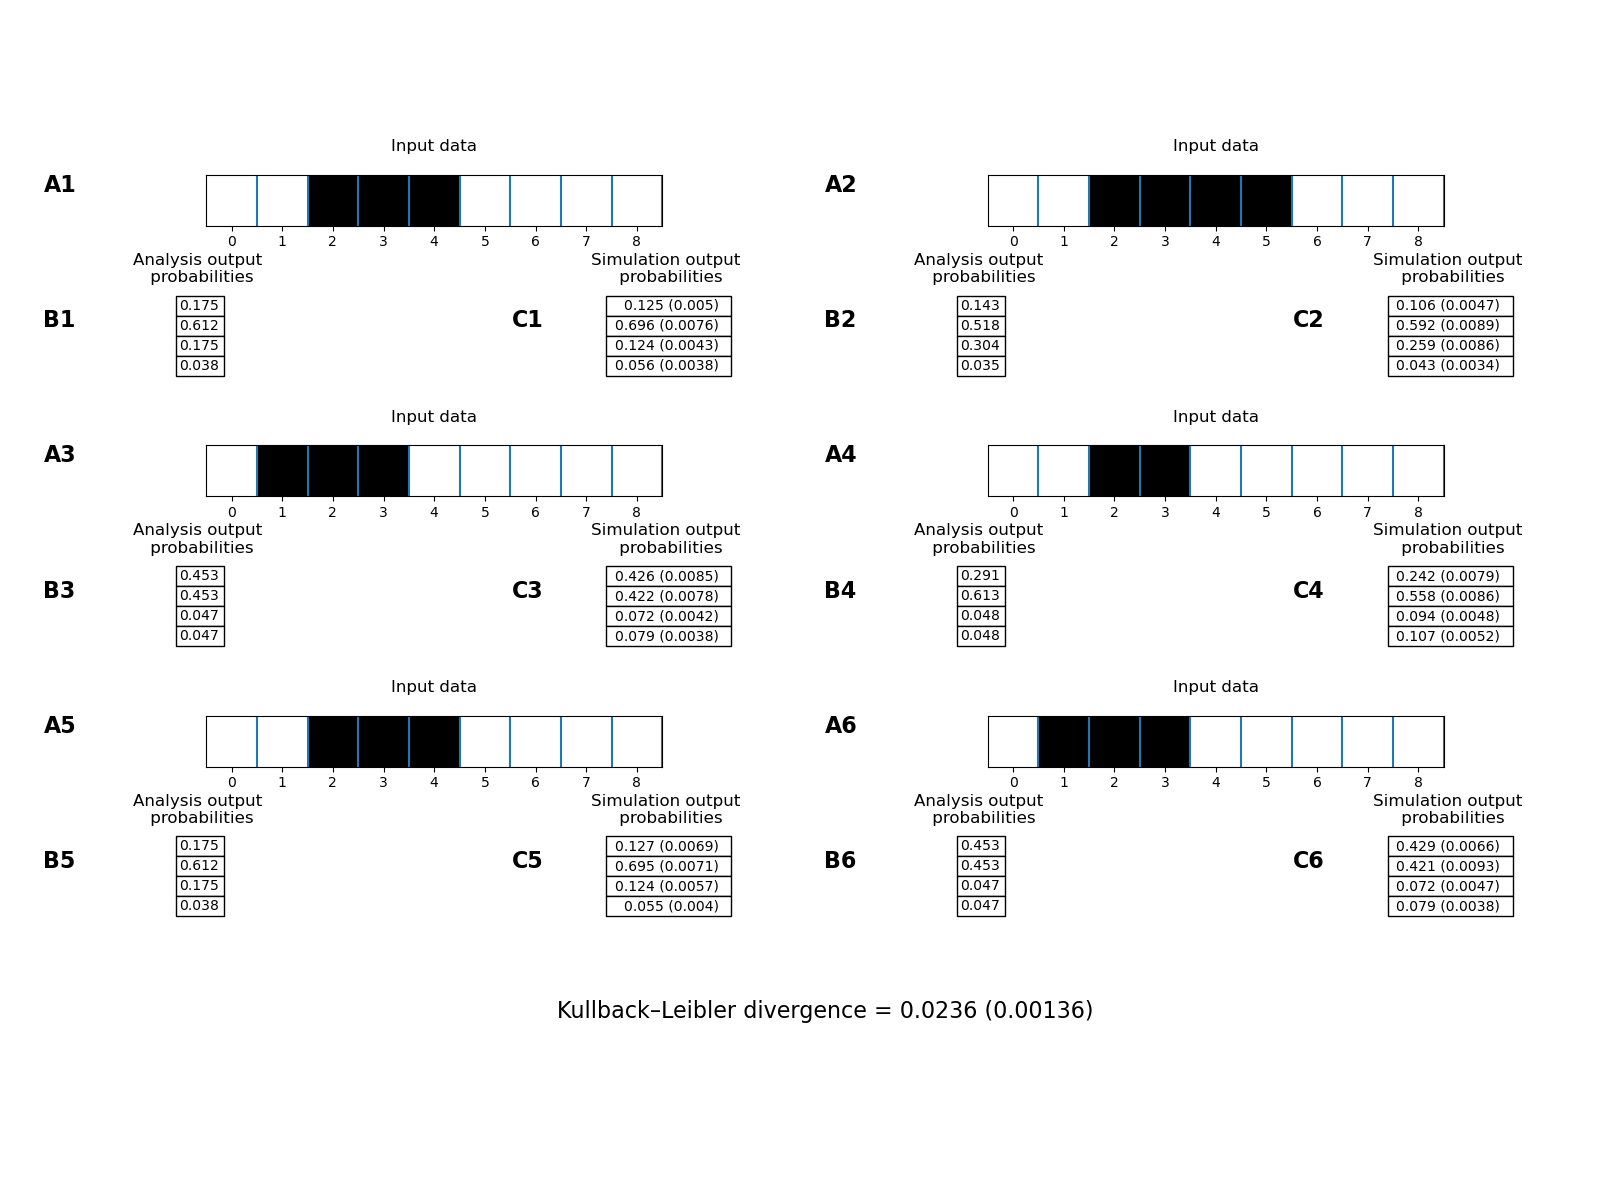 Input data Input data
A1 A2
0 1 2 3 4 5 6 7 8 0 1 2 3 4 5 6 7 8
Analysis output Simulation output Analysis output Simulation output
probabilities probabilities probabilities probabilities
0.175 0.125 (0.005) 0.143 0.106 (0.0047)
B1 0.612 C1 0.696 (0.0076) B2 0.518 C2 0.592 (0.0089)
0.175 0.124 (0.0043) 0.304 0.259 (0.0086)
0.038 0.056 (0.0038) 0.035 0.043 (0.0034)
Input data Input data
A3 A4
0 1 2 3 4 5 6 7 8 0 1 2 3 4 5 6 7 8
Analysis output Simulation output Analysis output Simulation output
probabilities probabilities probabilities probabilities
0.453 0.426 (0.0085) 0.291 0.242 (0.0079)
B3 0.453 C3 0.422 (0.0078) B4 0.613 C4 0.558 (0.0086)
0.047 0.072 (0.0042) 0.048 0.094 (0.0048)
0.047 0.079 (0.0038) 0.048 0.107 (0.0052)
Input data Input data
A5 A6
0 1 2 3 4 5 6 7 8 0 1 2 3 4 5 6 7 8
Analysis output Simulation output Analysis output Simulation output
probabilities probabilities probabilities probabilities
0.175 0.127 (0.0069) 0.453 0.429 (0.0066)
B5 0.612 C5 0.695 (0.0071) B6 0.453 C6 0.421 (0.0093)
0.175 0.124 (0.0057) 0.047 0.072 (0.0047)
0.038 0.055 (0.004) 0.047 0.079 (0.0038)
Kullback–Leibler divergence = 0.0236 (0.00136)